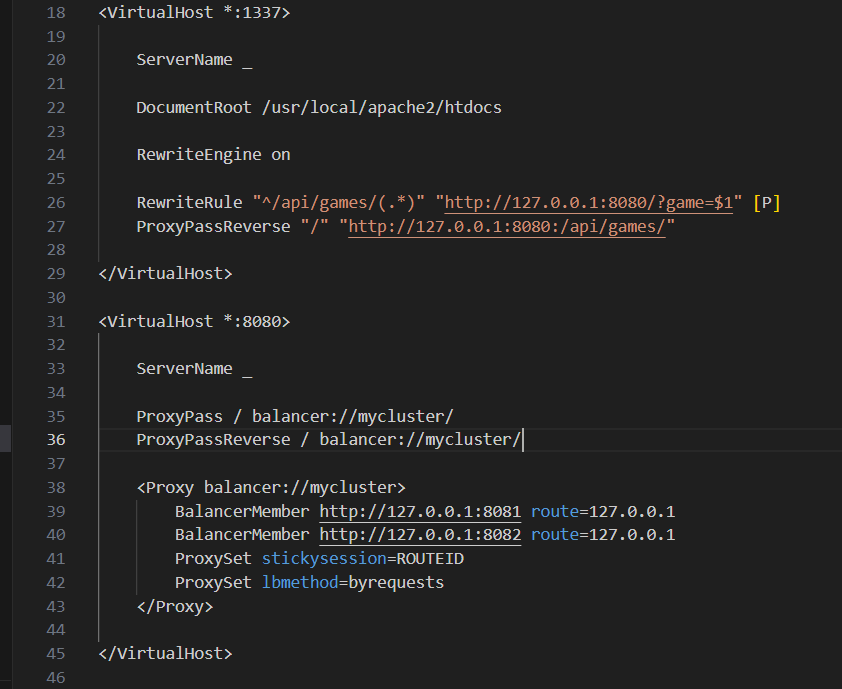 18 <VirtualHost *:1337>
19
20     ServerName _
21
22     DocumentRoot /usr/local/apache2/htdocs
23
24     RewriteEngine on
25
26     RewriteRule "^/api/games/(.*)" "http://127.0.0.1:8080/?game=$1" [P]
27     ProxyPassReverse "/" "http://127.0.0.1:8080:/api/games/"
28
29 </VirtualHost>
30
31 <VirtualHost *:8080>
32
33     ServerName _
34
35     ProxyPass / balancer://mycluster/
36     ProxyPassReverse / balancer://mycluster/
37
38     <Proxy balancer://mycluster>
39         BalancerMember http://127.0.0.1:8081 route=127.0.0.1
40         BalancerMember http://127.0.0.1:8082 route=127.0.0.1
41         ProxySet stickysession=ROUTEID
42         ProxySet lbmethod=byrequests
43     </Proxy>
44
45 </VirtualHost>
46